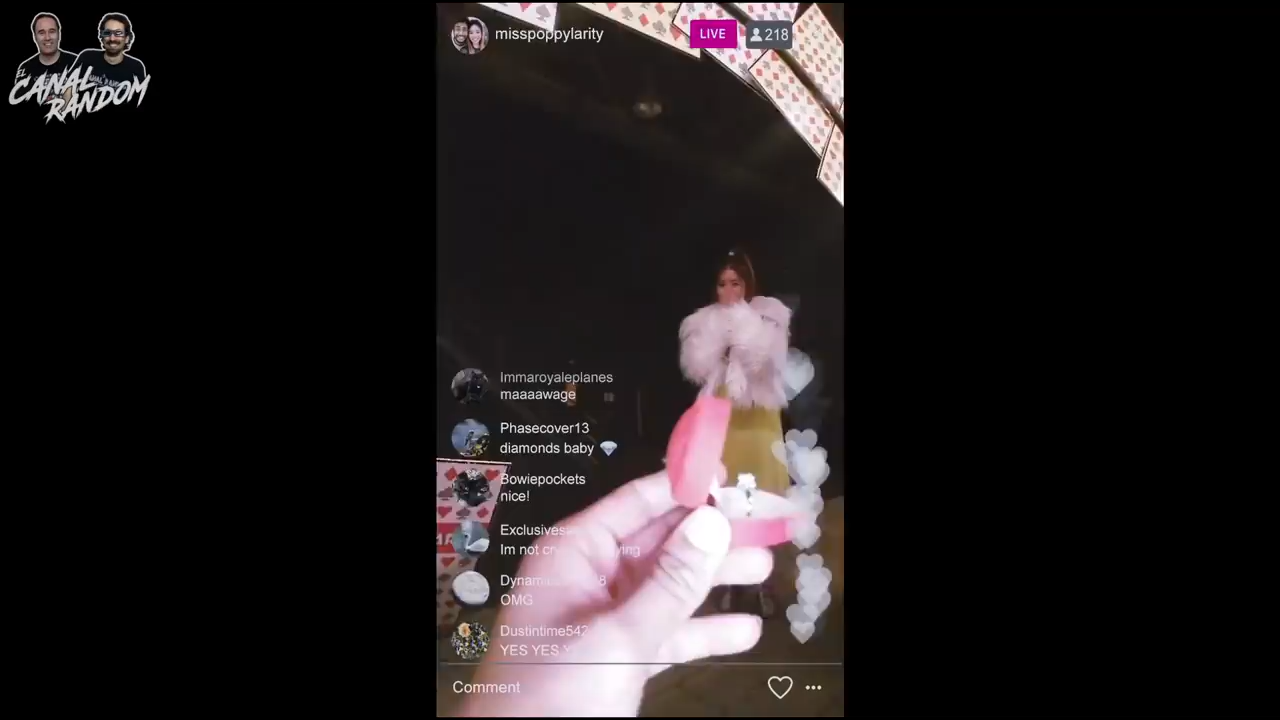 EL
CANAL
RANDOM
misspoppylarity
LIVE
218
Immaroyaleplanes
maaaawage
Phasecover13
diamonds baby 💎
Bowiepockets
nice!
Im not
OMG
Dustintime542
YES YES
Comment